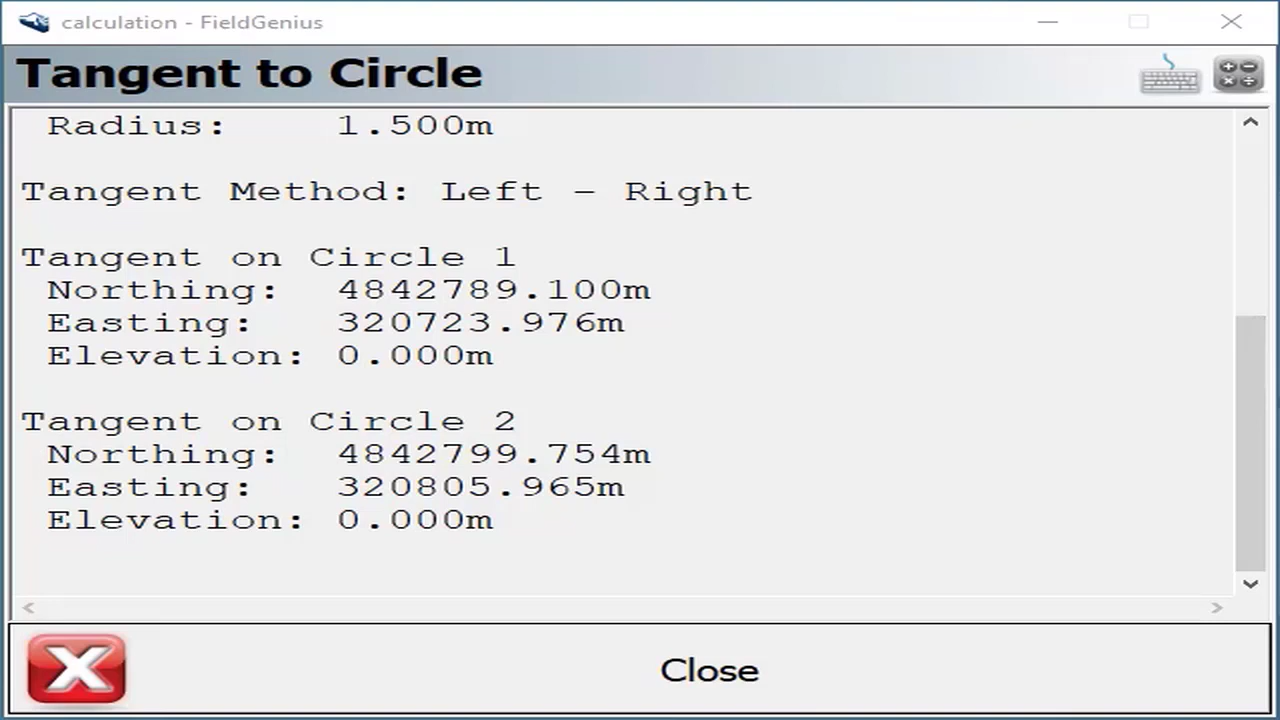 calculation - FieldGenius
Tangent to Circle
Radius: 1.500m
Tangent Method: Left - Right
Tangent on Circle 1
Northing: 4842789.100m
Easting: 320723.976m
Elevation: 0.000m
Tangent on Circle 2
Northing: 4842799.754m
Easting: 320805.965m
Elevation: 0.000m
Close